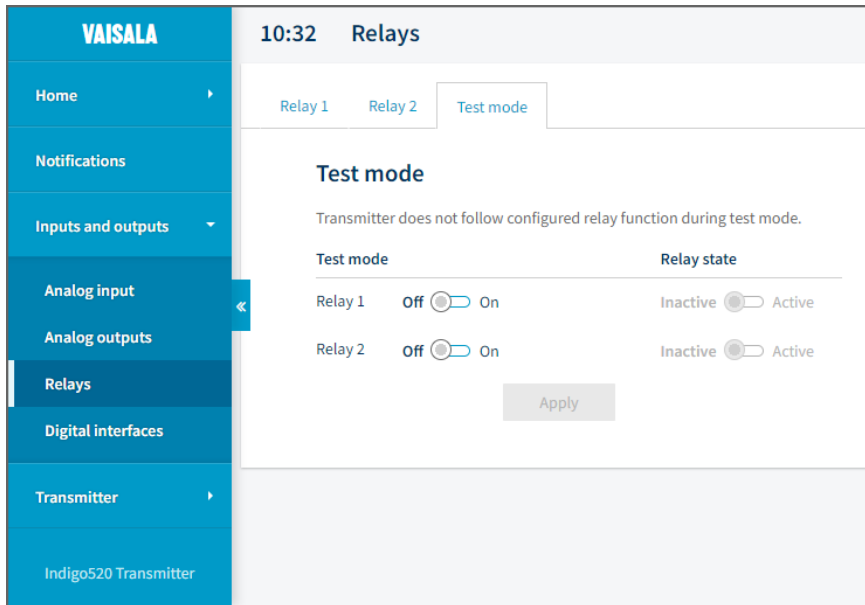 VAISALA
10:32 Relays
Home
Notifications
Inputs and outputs
Analog input
Analog outputs
Relays
Digital interfaces
Transmitter
Indigo520 Transmitter
«
Relay 1 Relay 2 Test mode
Test mode
Transmitter does not follow configured relay function during test mode.
Test mode Relay state
Relay 1 Off On Inactive Active
Relay 2 Off On Inactive Active
Apply